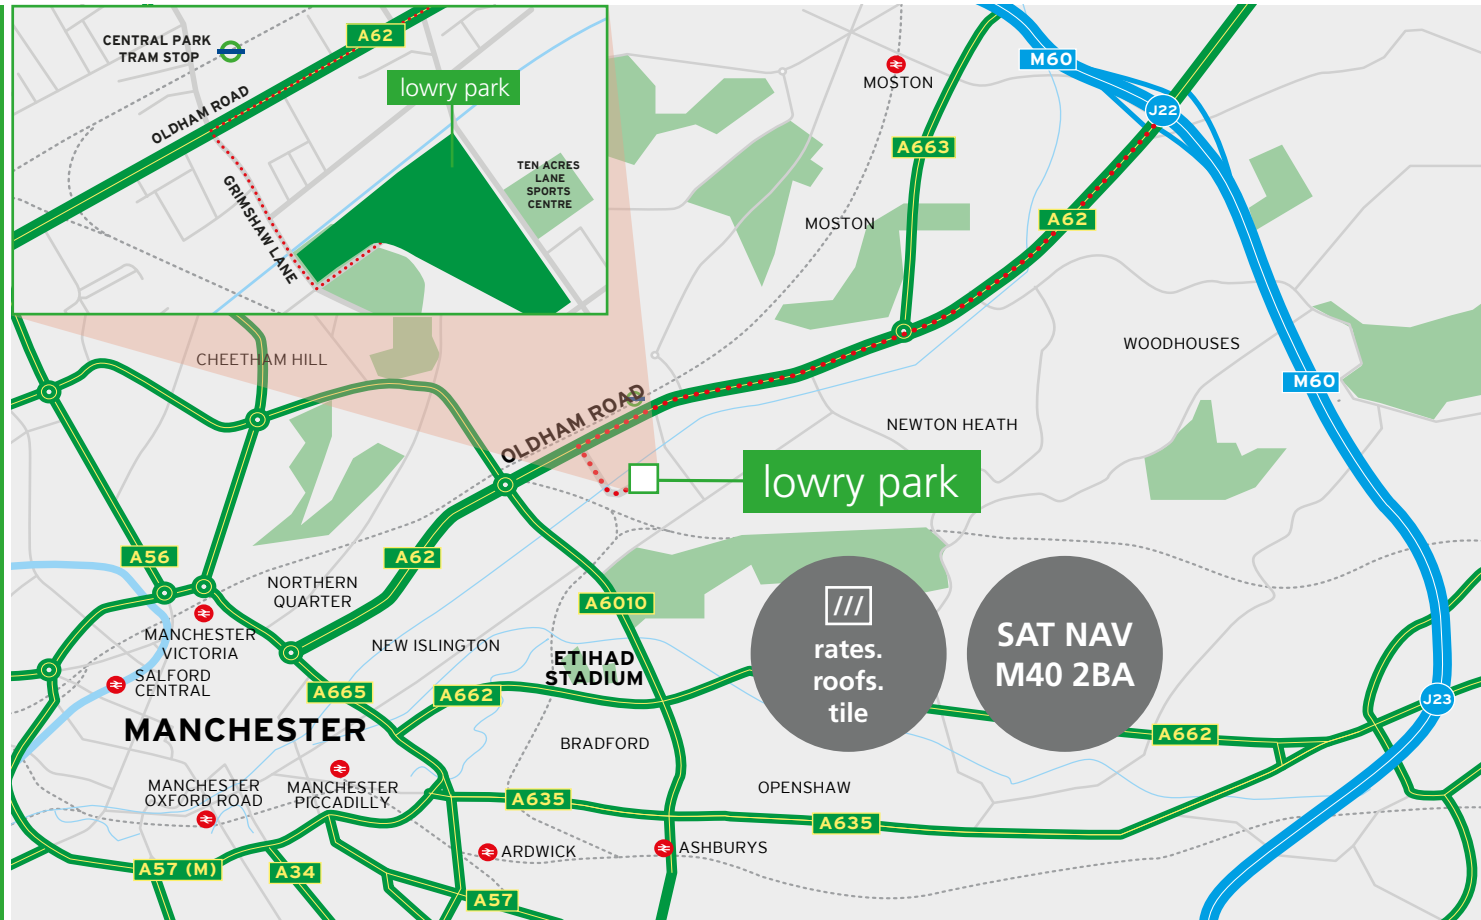 CENTRAL PARK
TRAM STOP
A62
OLDHAM ROAD
lowry park
GRIMSHAW LANE
TEN ACRES
LANE
SPORTS
CENTRE
MOSTON
M60
J22
A663
A62
MOSTON
WOODHOUSES
M60
CHEETHAM HILL
OLDHAM ROAD
NEWTON HEATH
lowry park
A56
A62
NORTHERN
QUARTER
A6010
MANCHESTER
VICTORIA
NEW ISLINGTON
ETIHAD
STADIUM
///
rates.
roofs.
tile
SAT NAV
M40 2BA
SALFORD
CENTRAL
A665
A662
J23
MANCHESTER
BRADFORD
A662
MANCHESTER
OXFORD ROAD
MANCHESTER
PICCADILLY
OPENSHAW
A635
A635
ARDWICK
ASHBURYS
A57 (M)
A34
A57